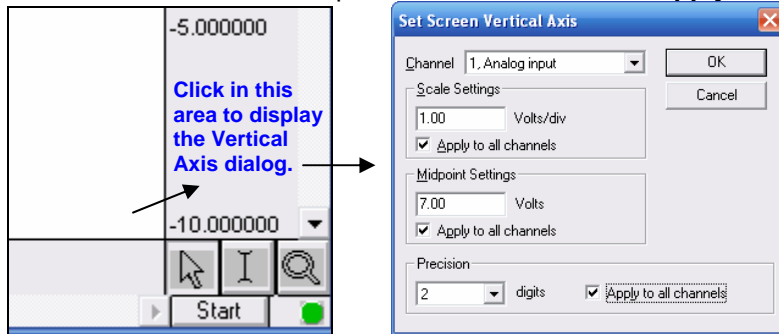 -5.000000
Click in this
area to display
the Vertical
Axis dialog.
-10.000000
Start
Set Screen Vertical Axis
Channel 1, Analog input
OK
Cancel
Scale Settings
1.00 Volts/div
Apply to all channels
Midpoint Settings
7.00 Volts
Apply to all channels
Precision
2 digits Apply to all channels